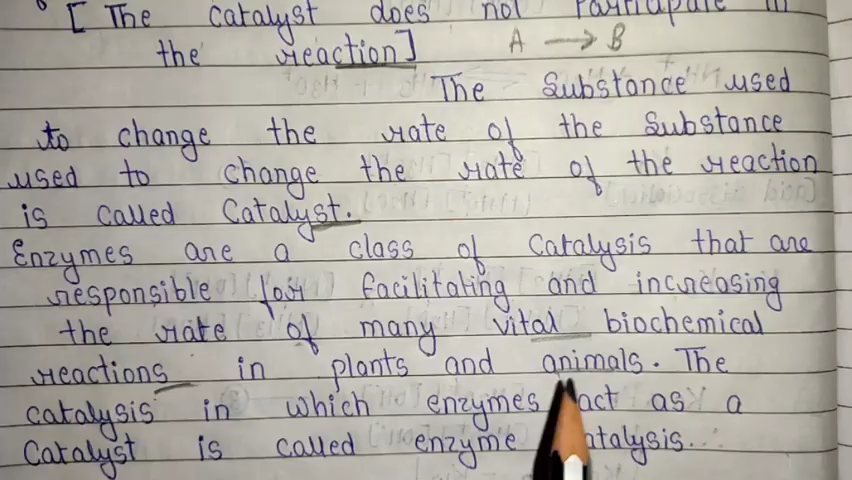 [ The catalyst does not Participate in
the reaction] A → B
The Substance used
to change the rate of the Substance
used to change the rate of the reaction
is called Catalyst.
Enzymes are a class of Catalysis that are
responsible for facilitating and increasing
the rate of many vital biochemical
reactions in plants and animals. The
catalysis in which enzymes act as a
Catalyst is called enzyme catalysis.